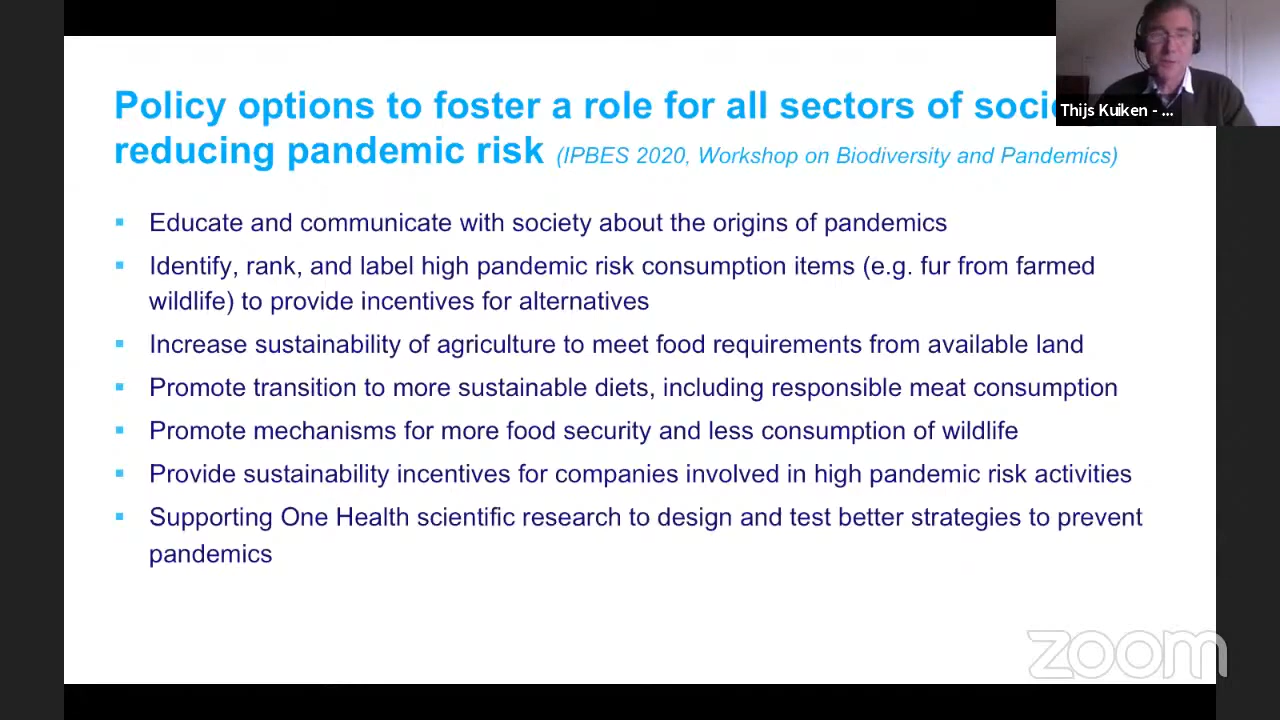 Policy options to foster a role for all sectors of
reducing pandemic risk (IPBES 2020, Workshop on Biodiversity and Pandemics)
Thijs Kuiken - ...
▪ Educate and communicate with society about the origins of pandemics
▪ Identify, rank, and label high pandemic risk consumption items (e.g. fur from farmed
wildlife) to provide incentives for alternatives
▪ Increase sustainability of agriculture to meet food requirements from available land
▪ Promote transition to more sustainable diets, including responsible meat consumption
▪ Promote mechanisms for more food security and less consumption of wildlife
▪ Provide sustainability incentives for companies involved in high pandemic risk activities
▪ Supporting One Health scientific research to design and test better strategies to prevent
pandemics
zoom